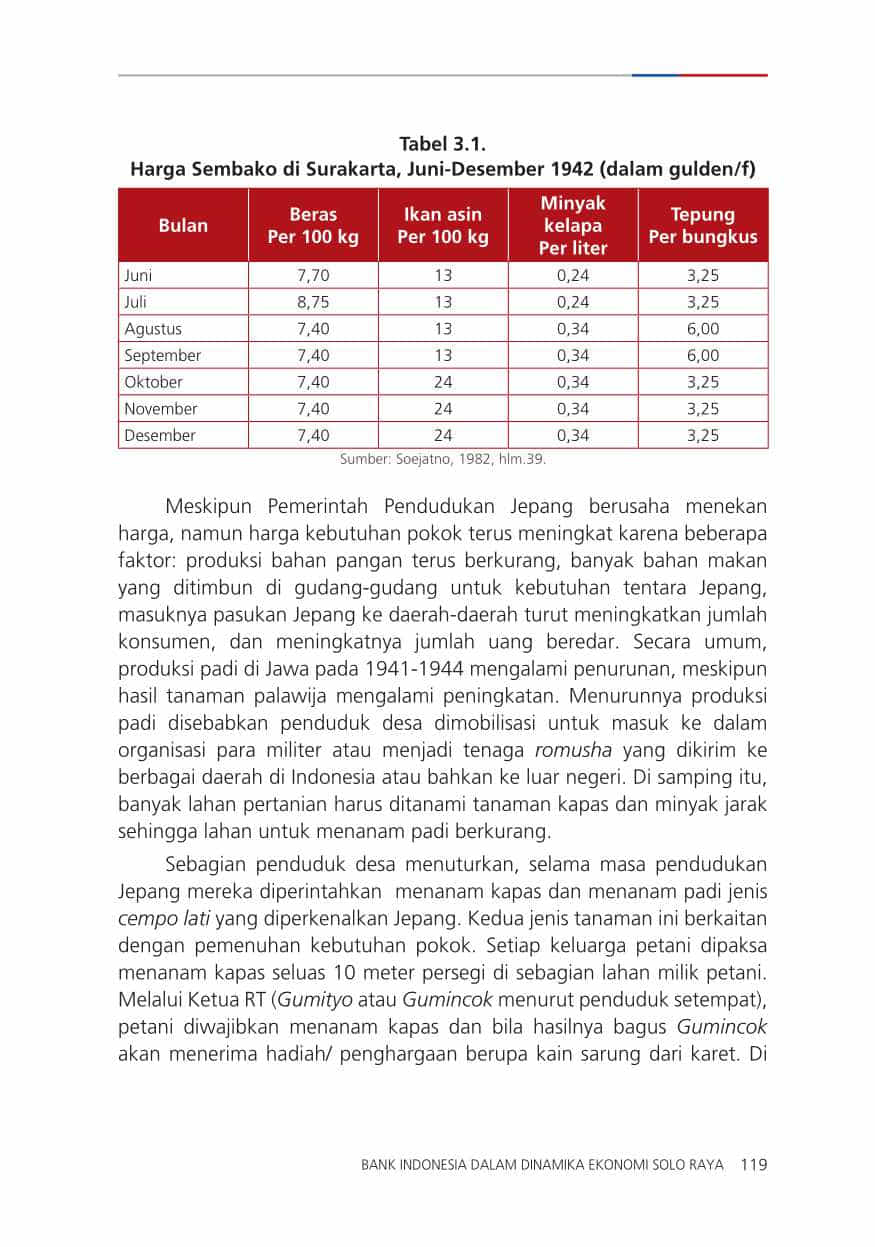 Tabel 3.1.
Harga Sembako di Surakarta, Juni-Desember 1942 (dalam gulden/f)
Bulan Beras Per 100 kg Ikan asin Per 100 kg Minyak kelapa Per liter Tepung Per bungkus
Juni 7,70 13 0,24 3,25
Juli 8,75 13 0,24 3,25
Agustus 7,40 13 0,34 6,00
September 7,40 13 0,34 6,00
Oktober 7,40 24 0,34 3,25
November 7,40 24 0,34 3,25
Desember 7,40 24 0,34 3,25
Sumber: Soejatno, 1982, hlm.39.
Meskipun Pemerintah Pendudukan Jepang berusaha menekan
harga, namun harga kebutuhan pokok terus meningkat karena beberapa
faktor: produksi bahan pangan terus berkurang, banyak bahan makan
yang ditimbun di gudang-gudang untuk kebutuhan tentara Jepang,
masuknya pasukan Jepang ke daerah-daerah turut meningkatkan jumlah
konsumen, dan meningkatnya jumlah uang beredar. Secara umum,
produksi padi di Jawa pada 1941-1944 mengalami penurunan, meskipun
hasil tanaman palawija mengalami peningkatan. Menurunnya produksi
padi disebabkan penduduk desa dimobilisasi untuk masuk ke dalam
organisasi para militer atau menjadi tenaga romusha yang dikirim ke
berbagai daerah di Indonesia atau bahkan ke luar negeri. Di samping itu,
banyak lahan pertanian harus ditanami tanaman kapas dan minyak jarak
sehingga lahan untuk menanam padi berkurang.
Sebagian penduduk desa menuturkan, selama masa pendudukan
Jepang mereka diperintahkan menanam kapas dan menanam padi jenis
cempo lati yang diperkenalkan Jepang. Kedua jenis tanaman ini berkaitan
dengan pemenuhan kebutuhan pokok. Setiap keluarga petani dipaksa
menanam kapas seluas 10 meter persegi di sebagian lahan milik petani.
Melalui Ketua RT (Gumityo atau Gumincok menurut penduduk setempat),
petani diwajibkan menanam kapas dan bila hasilnya bagus Gumincok
akan menerima hadiah/ penghargaan berupa kain sarung dari karet. Di
BANK INDONESIA DALAM DINAMIKA EKONOMI SOLO RAYA 119